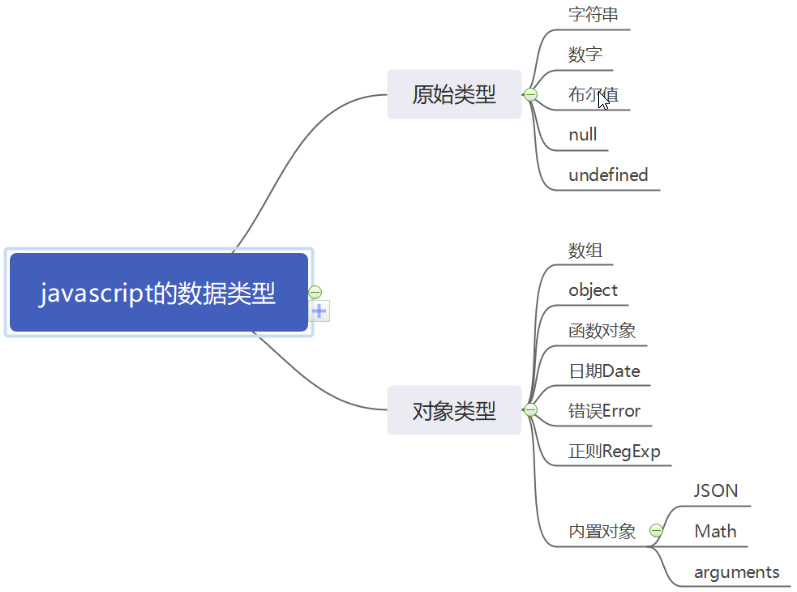 javascript的数据类型
原始类型
字符串
数字
布尔值
null
undefined
对象类型
数组
object
函数对象
日期Date
错误Error
正则RegExp
内置对象
JSON
Math
arguments